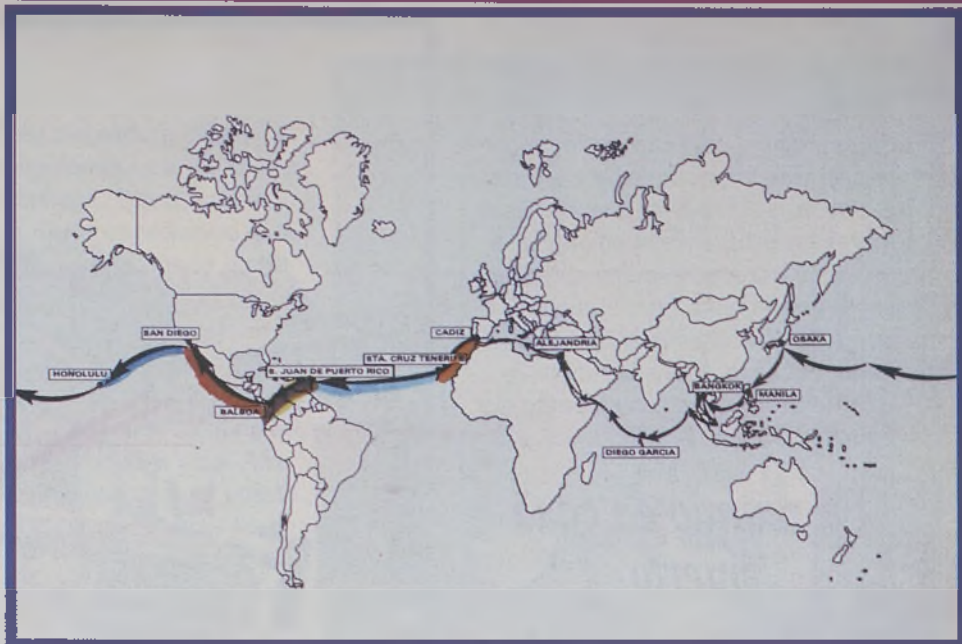 SAN DIEGO
HONOLULU
BALBOA
S. JUAN DE PUERTO RICO
STA. CRUZ TENERIFE
CADIZ
ALEJANDRIA
DIEGO GARCIA
BANGKOK
MANILA
OSAKA